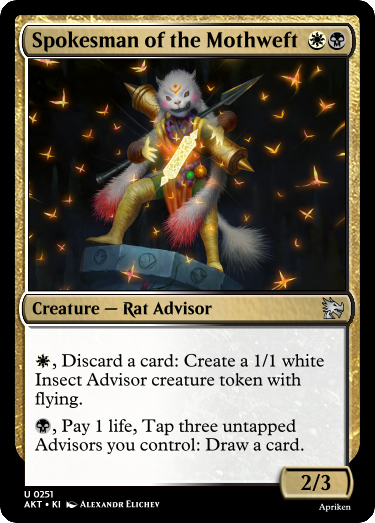 Spokesman of the Mothweft
Creature — Rat Advisor
, Discard a card: Create a 1/1 white
Insect Advisor creature token with
flying.
, Pay 1 life, Tap three untapped
Advisors you control: Draw a card.
2/3
U 0251
AKT • KI Alexandr Elichev
Apriken